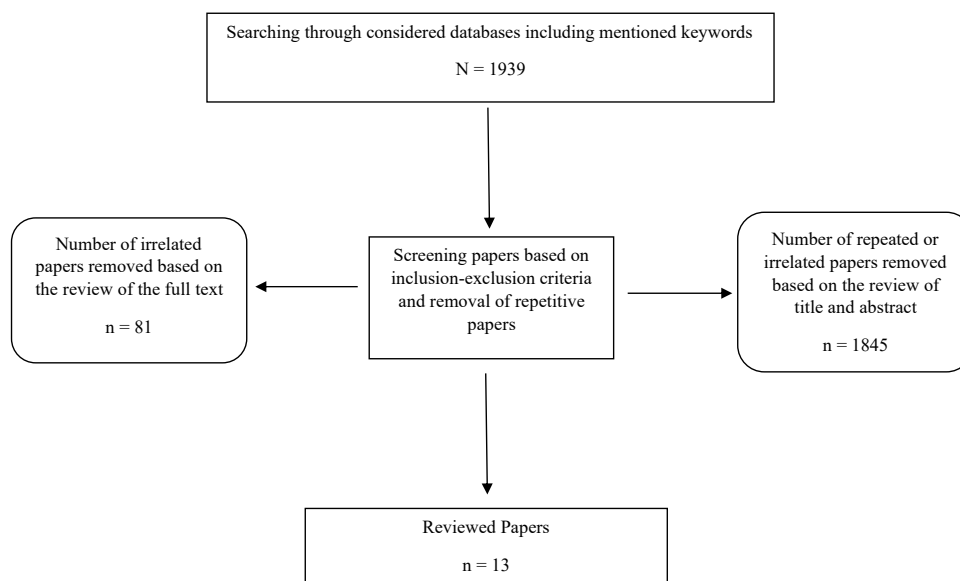 Searching through considered databases including mentioned keywords
N = 1939
Number of irrelated
papers removed based on
the review of the full text
n = 81
Screening papers based on
inclusion-exclusion criteria
and removal of repetitive
papers
Number of repeated or
irrelated papers removed
based on the review of
title and abstract
n = 1845
Reviewed Papers
n = 13